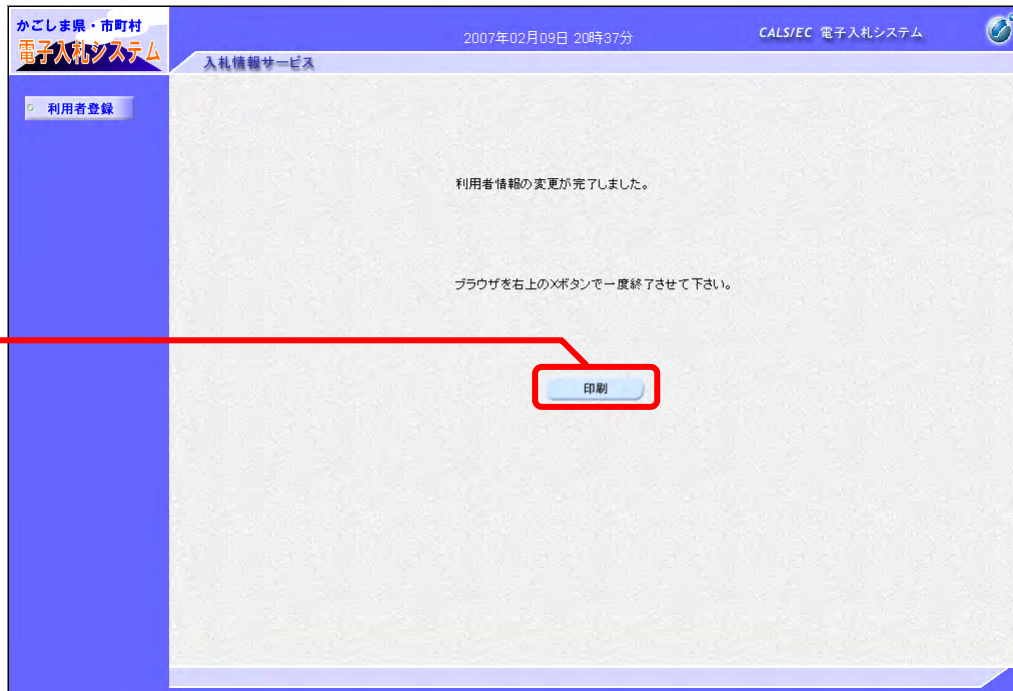 かごしま県・市町村
電子入札システム
2007年02月09日 20時37分
CALS/EC 電子入札システム
入札情報サービス
利用者登録
利用者情報の変更が完了しました。
ブラウザを右上の×ボタンで一度終了させて下さい。
印刷